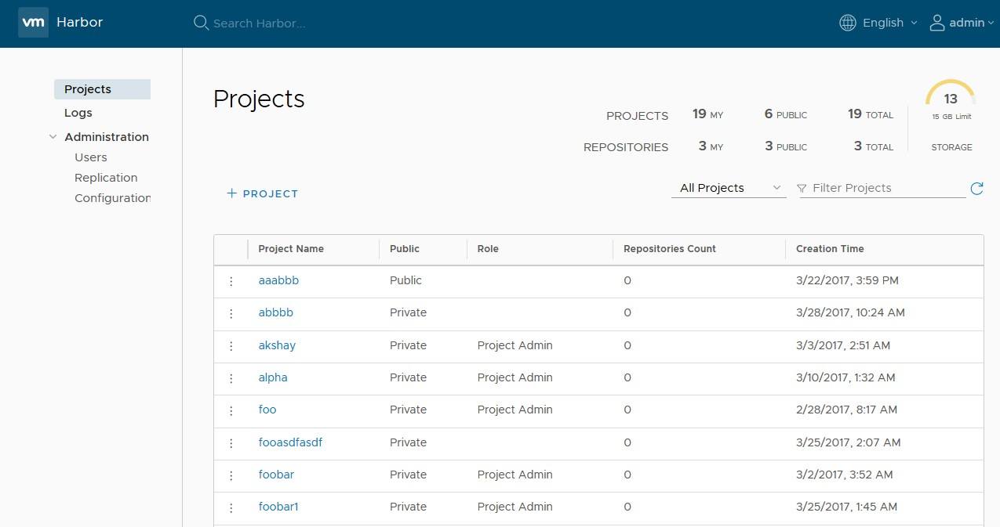 vm Harbor Search Harbor... English admin
Projects
Logs
Administration
Users
Replication
Configuration
Projects
PROJECTS 19 MY 6 PUBLIC 19 TOTAL
REPOSITORIES 3 MY 3 PUBLIC 3 TOTAL
13
15 GB Limit
STORAGE
+ PROJECT All Projects Filter Projects
Project Name Public Role Repositories Count Creation Time
aaabbb Public 0 3/22/2017, 3:59 PM
abbbb Private 0 3/28/2017, 10:24 AM
akshay Private Project Admin 0 3/3/2017, 2:51 AM
alpha Private Project Admin 0 3/10/2017, 1:32 AM
foo Private Project Admin 0 2/28/2017, 8:17 AM
fooasdfasdf Private 0 3/25/2017, 2:07 AM
foobar Private Project Admin 0 3/2/2017, 3:52 AM
foobar1 Private Project Admin 0 3/25/2017, 1:45 AM